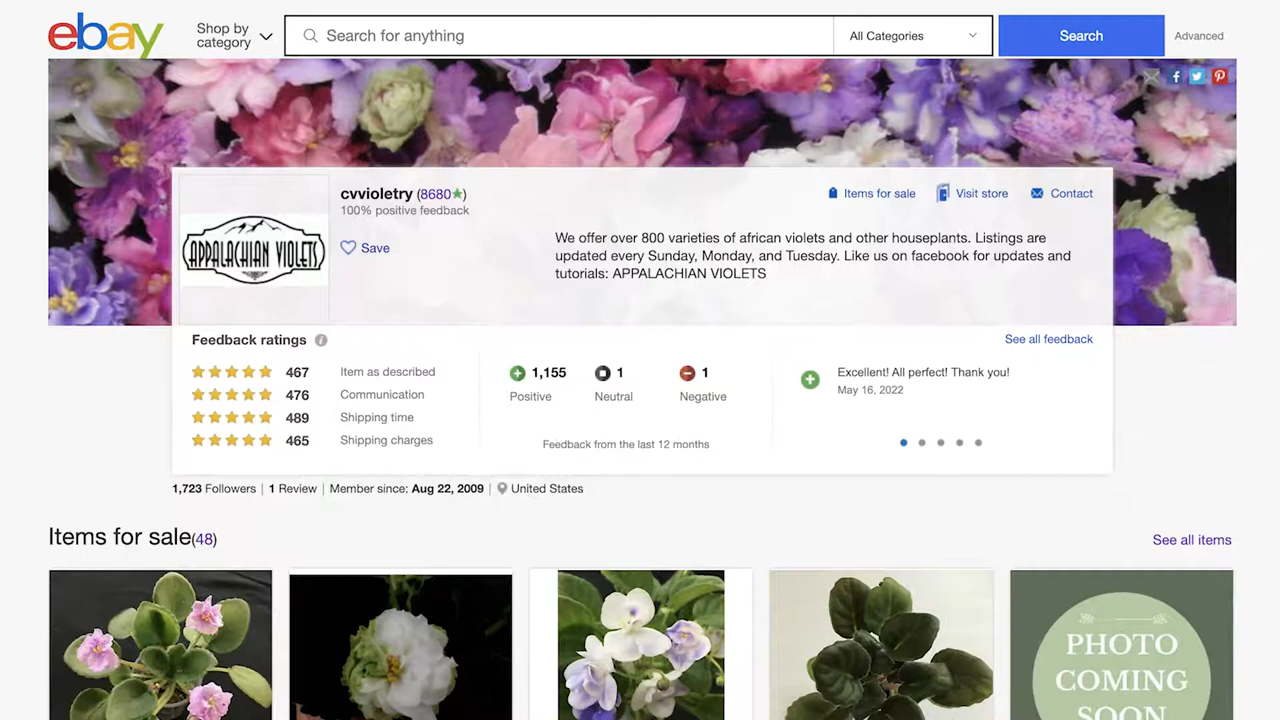 ebay
Shop by
category
Search for anything
All Categories
Search
Advanced
cvvioletry (8680)
100% positive feedback
Save
Items for sale
Visit store
Contact
APPALACHIAN VIOLETS
We offer over 800 varieties of african violets and other houseplants. Listings are
updated every Sunday, Monday, and Tuesday. Like us on facebook for updates and
tutorials: APPALACHIAN VIOLETS
Feedback ratings
See all feedback
467 Item as described
476 Communication
489 Shipping time
465 Shipping charges
1,155 1 1
Positive Neutral Negative
Feedback from the last 12 months
Excellent! All perfect! Thank you!
May 16, 2022
1,723 Followers | 1 Review | Member since: Aug 22, 2009 | United States
Items for sale(48)
See all items
PHOTO
COMING
SOON